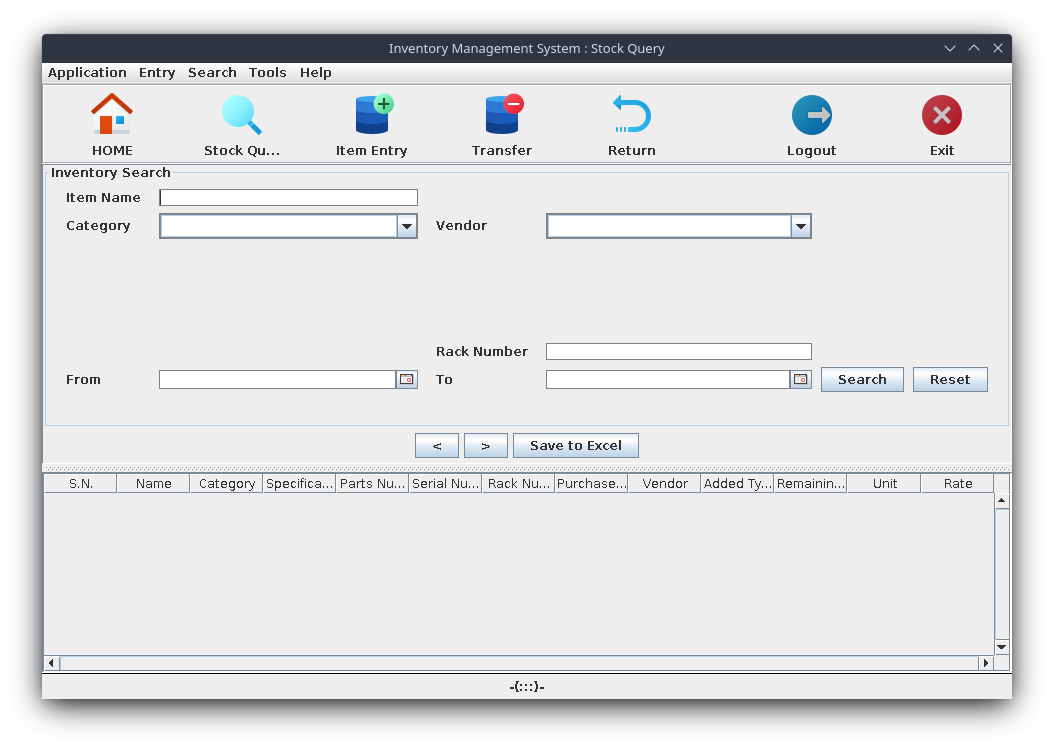 Inventory Management System : Stock Query
Application Entry Search Tools Help
HOME Stock Qu... Item Entry Transfer Return Logout Exit
Inventory Search
Item Name
Category Vendor
Rack Number
From To Search Reset
< > Save to Excel
S.N. Name Category Specifica... Parts Nu... Serial Nu... Rack Nu... Purchase... Vendor Added Ty... Remainin... Unit Rate
-{:::}-